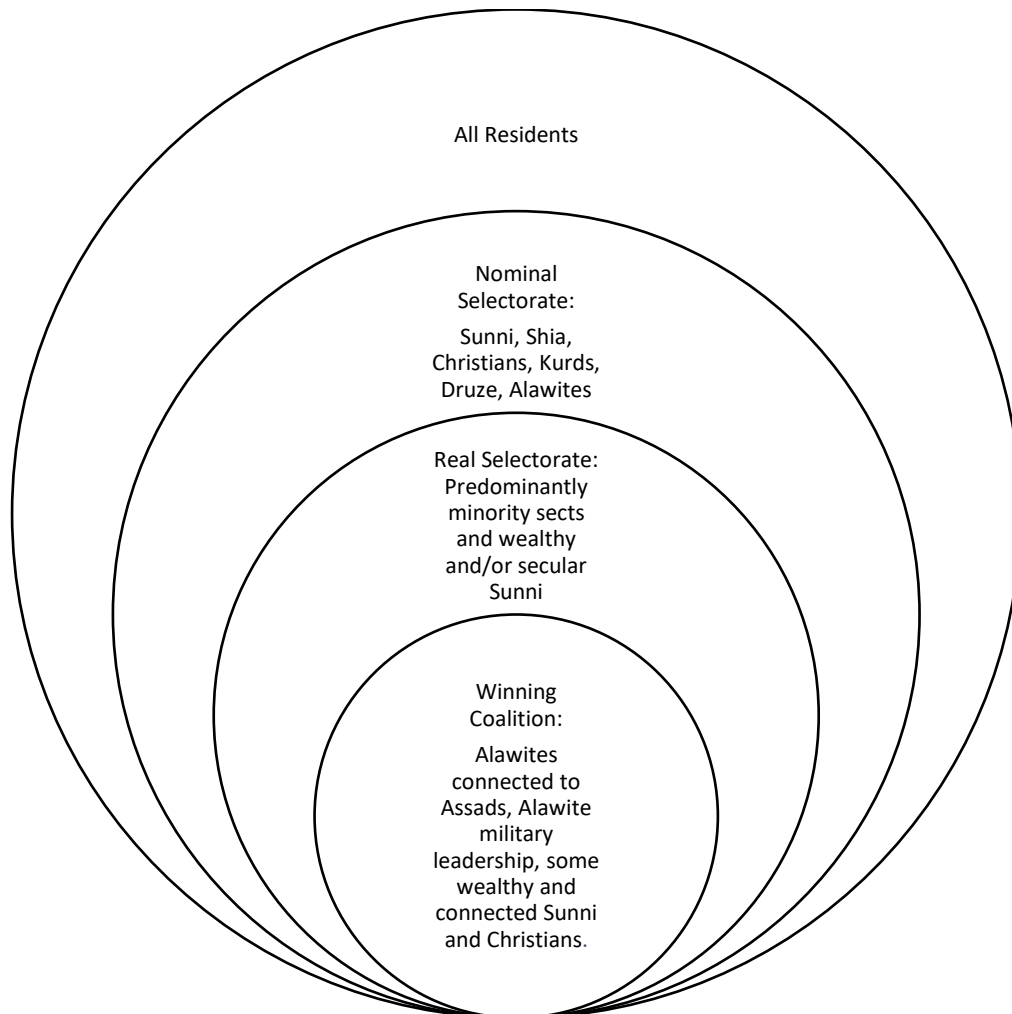 All Residents
Nominal
Selectorate:
Sunni, Shia,
Christians, Kurds,
Druze, Alawites
Real Selectorate:
Predominantly
minority sects
and wealthy
and/or secular
Sunni
Winning
Coalition:
Alawites
connected to
Assads, Alawite
military
leadership, some
wealthy and
connected Sunni
and Christians.